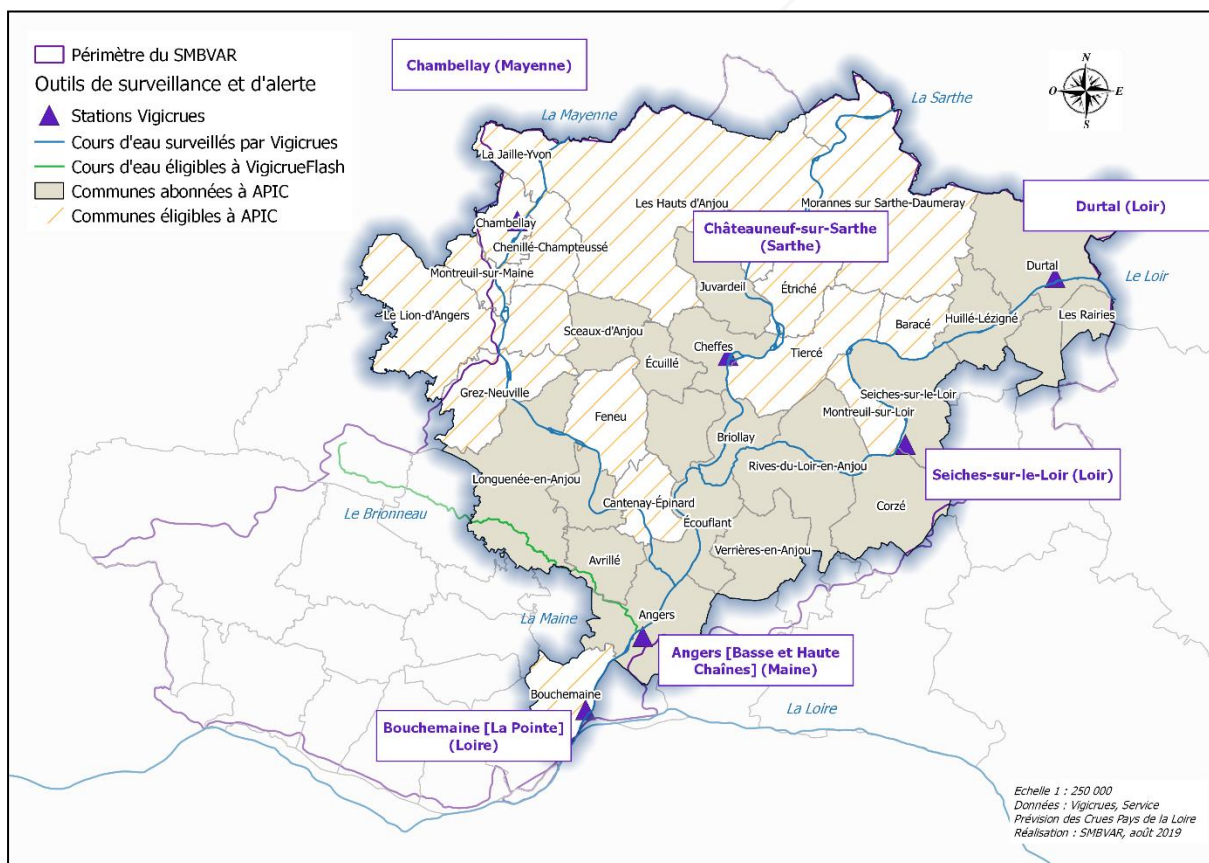 Périmètre du SMBVAR
Outils de surveillance et d'alerte
Stations Vigicrues
Cours d'eau surveillés par Vigicrues
Cours d'eau éligibles à VigicrueFlash
Communes abonnées à APIC
Communes éligibles à APIC
Chambellay (Mayenne)
La Mayenne
La Sarthe
N
O
E
S
La Jaille-Yvon
Les Hauts d'Anjou
Morannes sur Sarthe-Daumeray
Durtal (Loir)
Chambellay
Chenillé-Champteussé
Châteauneuf-sur-Sarthe
(Sarthe)
Durtal
Le Loir
Montreuil-sur-Maine
Juvardeil
Étriché
Le Lion-d'Angers
Sceaux-d'Anjou
Baracé
Huillé-Lézigné
Les Rairies
Écuillé
Cheffes
Tiercé
Grez-Neuville
Feneu
Seiches-sur-le-Loir
Montreuil-sur-Loir
Briollay
Rives-du-Loir-en-Anjou
Seiches-sur-le-Loir (Loir)
Longuenée-en-Anjou
Cantenay-Épinard
Corzé
Le Brionneau
Écouflant
Avrillé
Verrières-en-Anjou
La Maine
Angers
Angers [Basse et Haute
Chaînes] (Maine)
Bouchemaine
La Loire
Bouchemaine [La Pointe]
(Loire)
Echelle 1 : 250 000
Données : Vigicrues, Service
Prévision des Crues Pays de la Loire
Réalisation : SMBVAR, août 2019